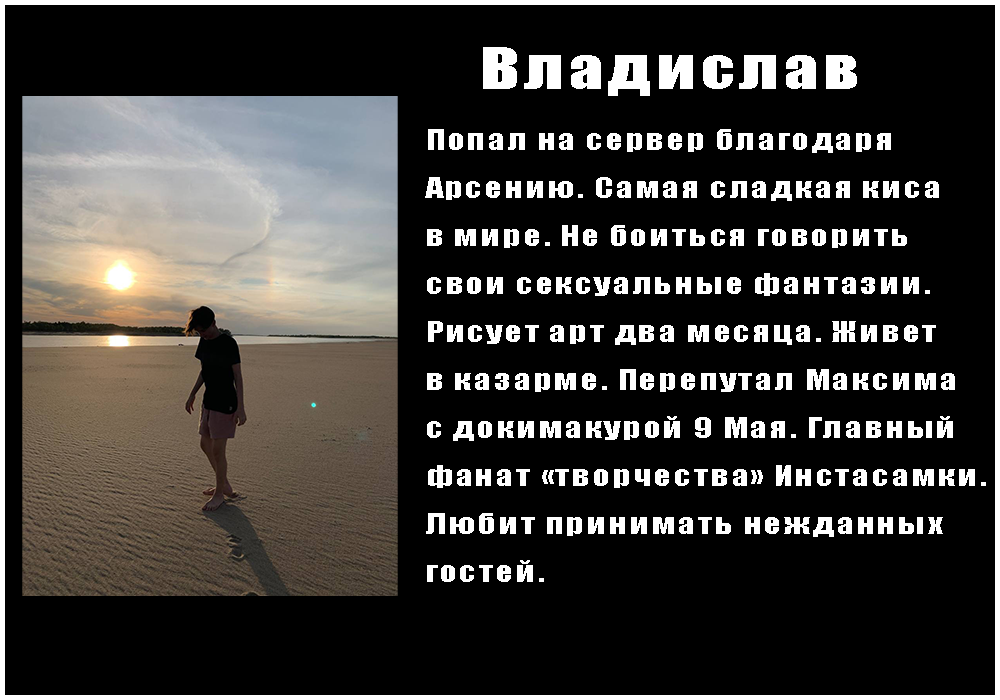 Владислав
Попал на сервер благодаря
Арсению. Самая сладкая киса
в мире. Не боиться говорить
свои сексуальные фантазии.
Рисует арт два месяца. Живет
в казарме. Перепутал Максима
с докимакурой 9 Мая. Главный
фанат «творчества» Инстасамки.
Любит принимать нежданных
гостей.